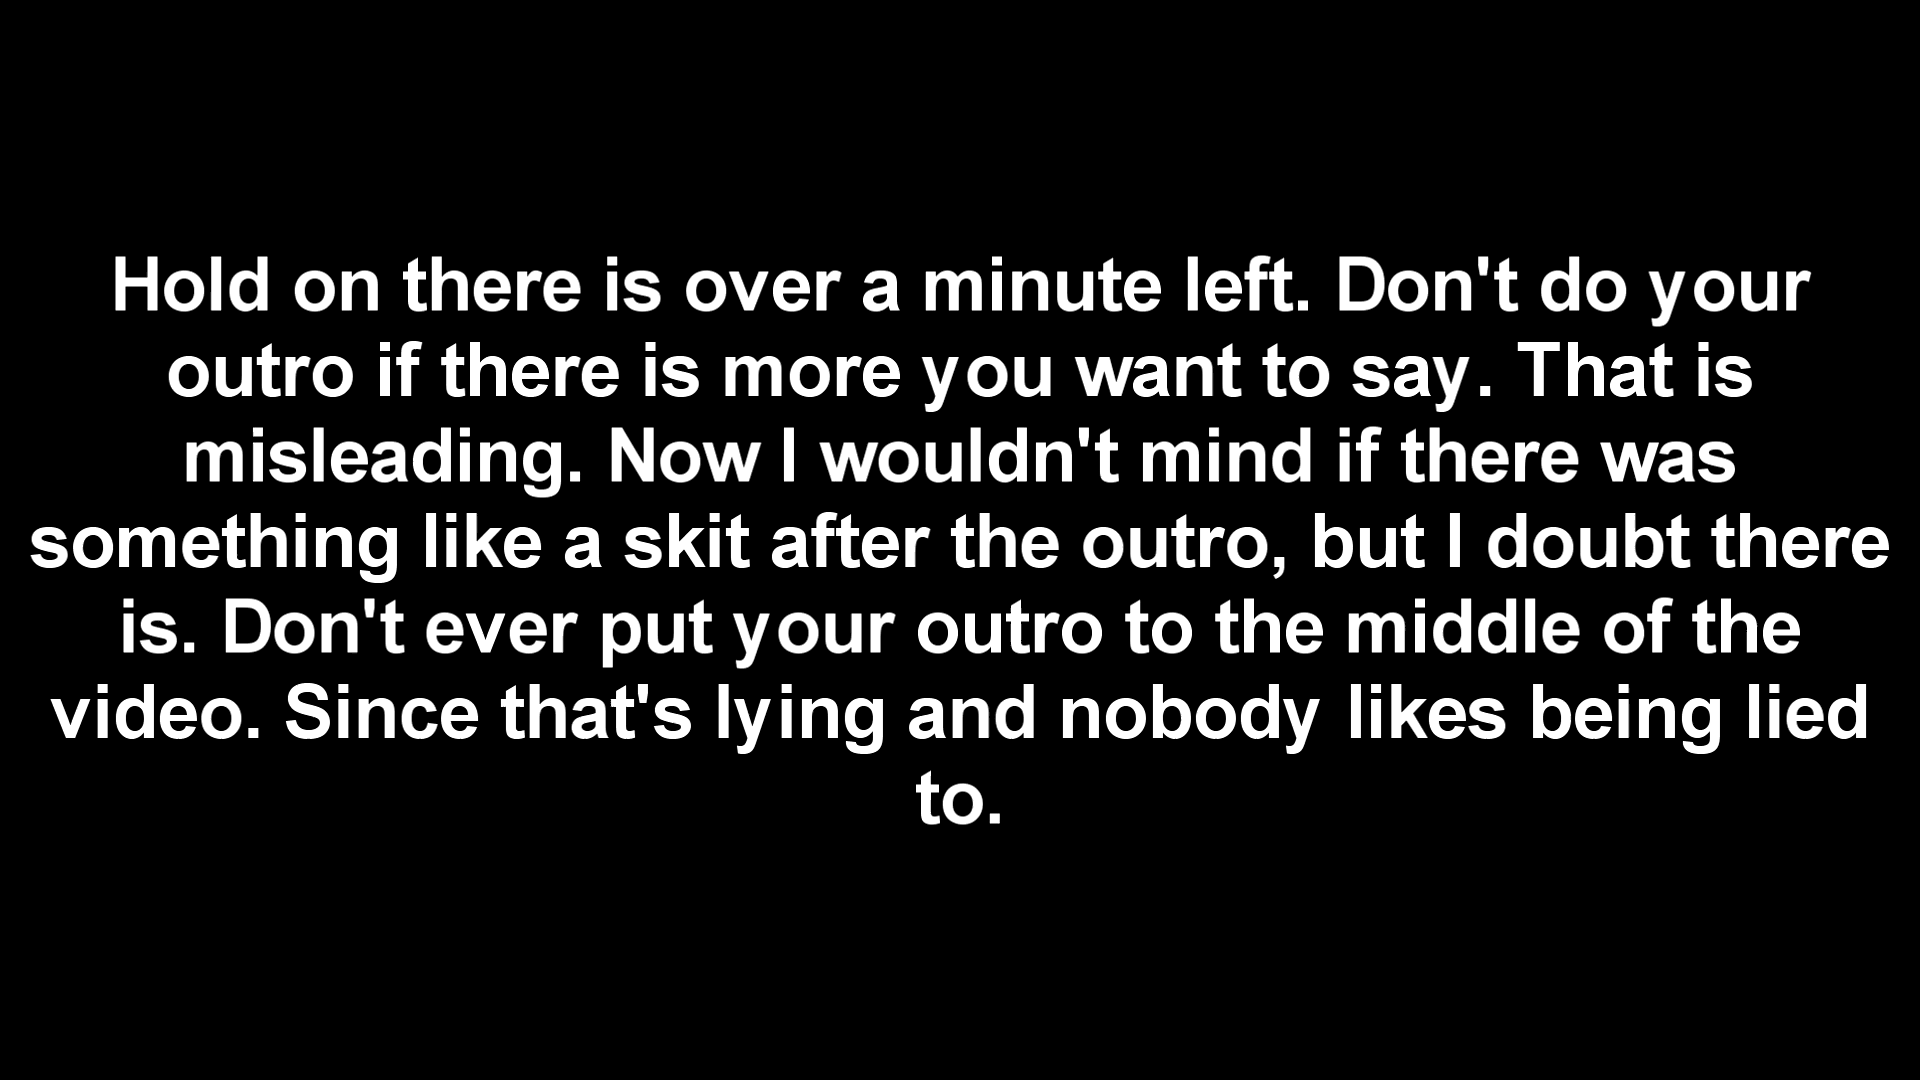 Hold on there is over a minute left. Don't do your
outro if there is more you want to say. That is
misleading. Now I wouldn't mind if there was
something like a skit after the outro, but I doubt there
is. Don't ever put your outro to the middle of the
video. Since that's lying and nobody likes being lied
to.